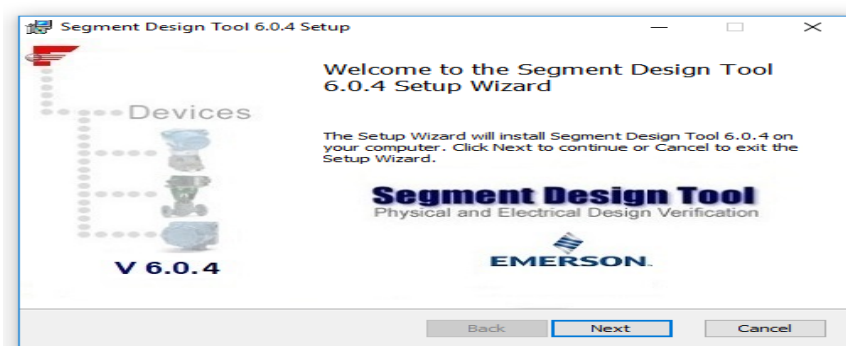 Segment Design Tool 6.0.4 Setup
Welcome to the Segment Design Tool
6.0.4 Setup Wizard
Devices
The Setup Wizard will install Segment Design Tool 6.0.4 on
your computer. Click Next to continue or Cancel to exit the
Setup Wizard.
Segment Design Tool
Physical and Electrical Design Verification
EMERSON
V 6.0.4
Back Next Cancel